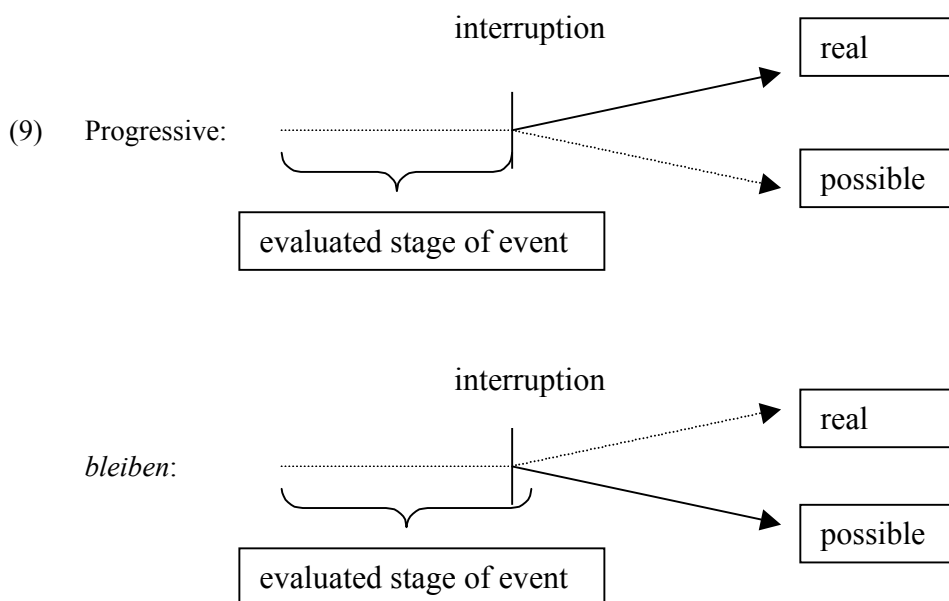 interruption
real
(9) Progressive:
possible
evaluated stage of event
interruption
real
bleiben:
possible
evaluated stage of event